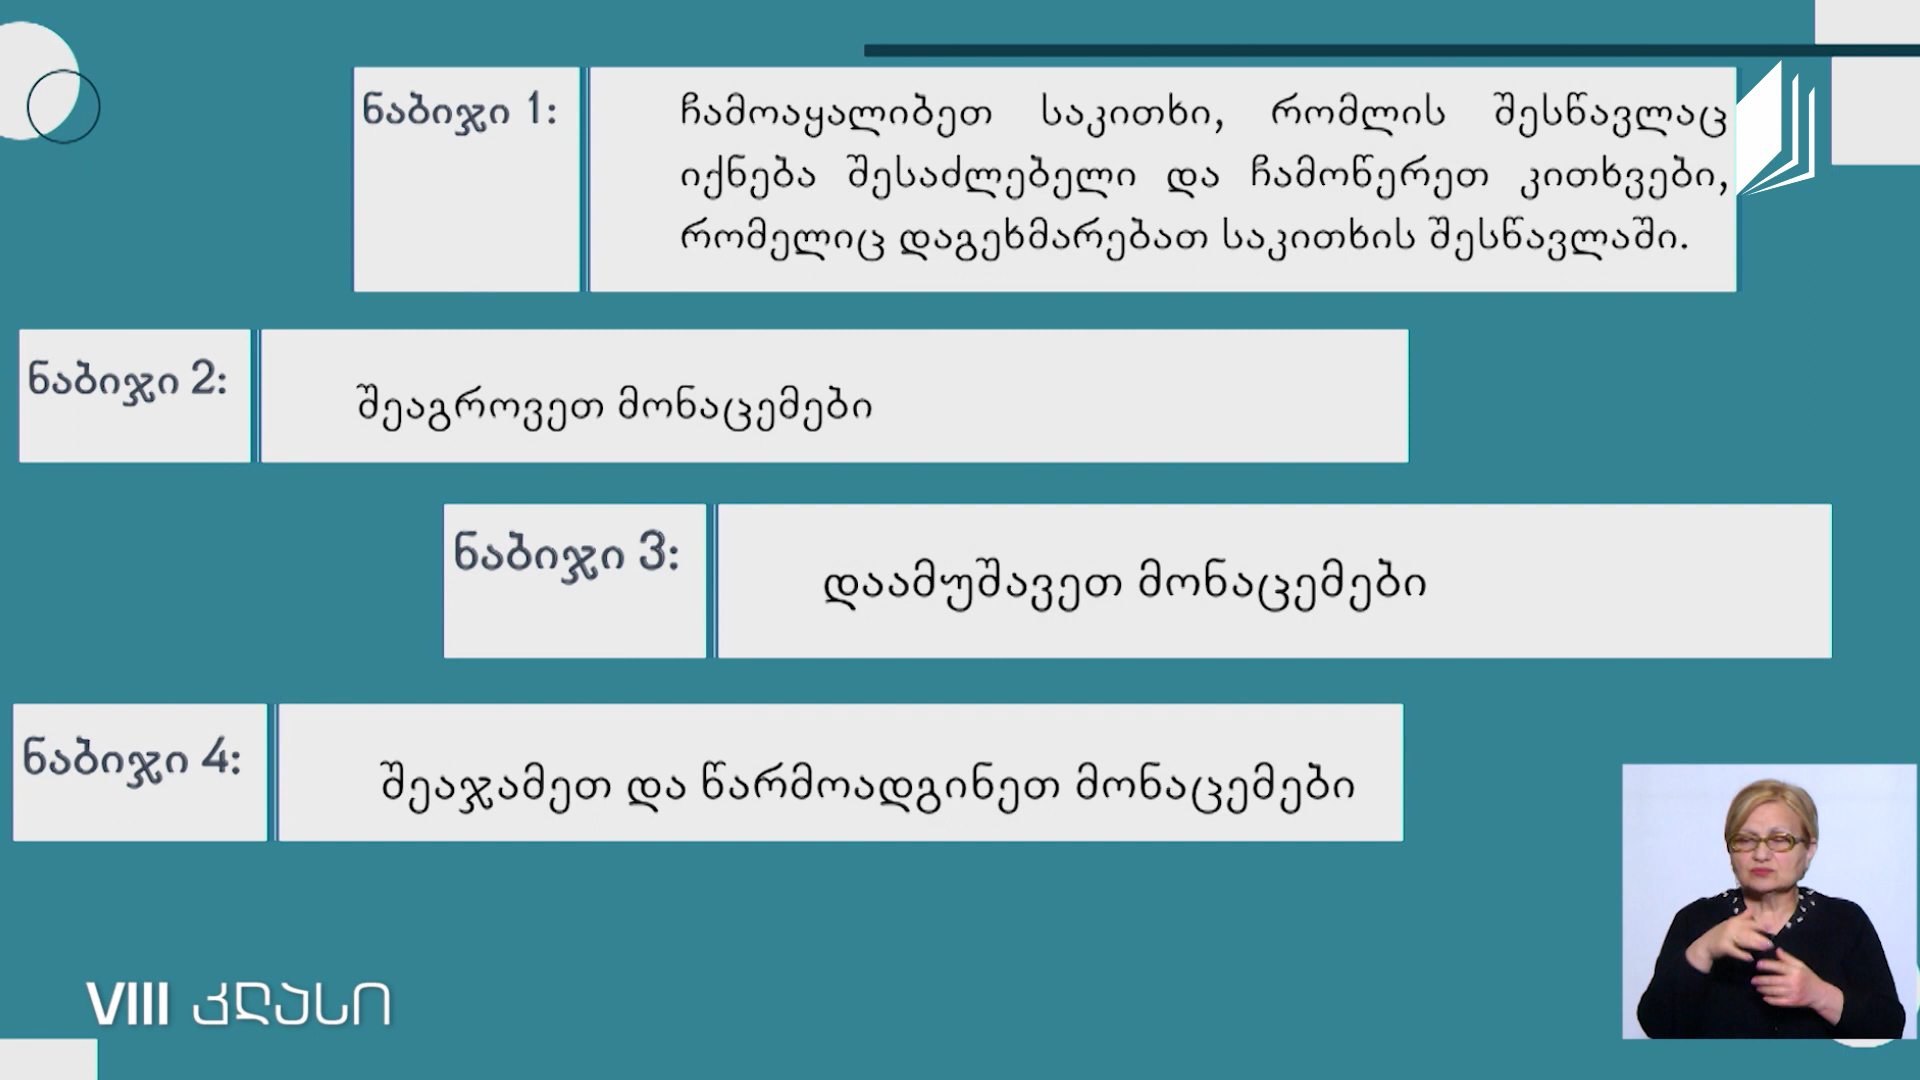 ნაბიჯი 1:
ჩამოაყალიბეთ საკითხი, რომლის შესწავლაც
იქნება შესაძლებელი და ჩამოწერეთ კითხვები,
რომელიც დაგეხმარებათ საკითხის შესწავლაში.
ნაბიჯი 2:
შეაგროვეთ მონაცემები
ნაბიჯი 3:
დაამუშავეთ მონაცემები
ნაბიჯი 4:
შეაჯამეთ და წარმოადგინეთ მონაცემები
VIII კლასი